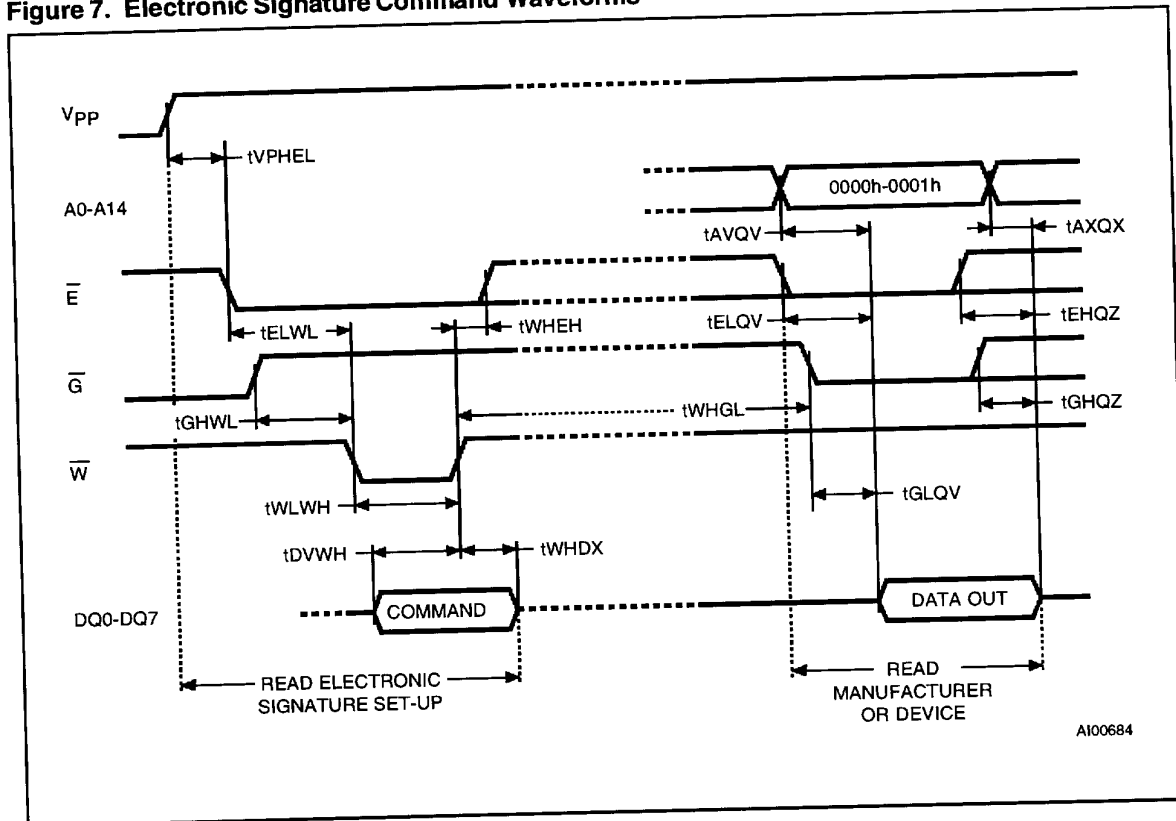 Figure 7. Electronic Signature Command Waveforms
VPP
tVPHEL
A0-A14
0000h-0001h
tAVQV
tAXQX
E
tELWL
tWHEH
tELQV
tEHQZ
G
tGHWL
tWHGL
tGHQZ
W
tWLWH
tGLQV
tDVWH
tWHDX
DQ0-DQ7
COMMAND
DATA OUT
READ ELECTRONIC
SIGNATURE SET-UP
READ
MANUFACTURER
OR DEVICE
AI00684